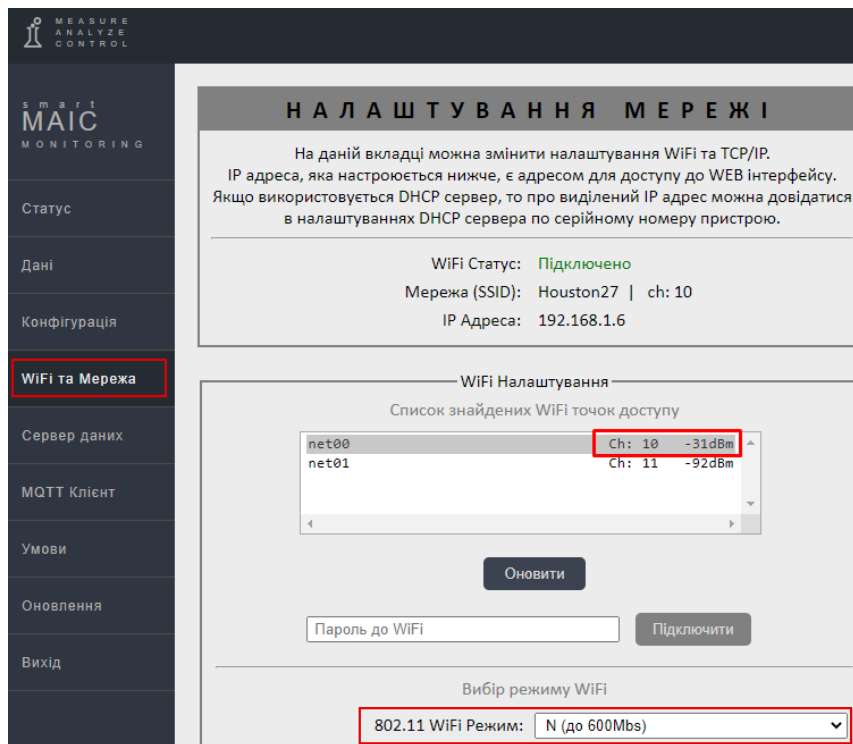 MEASURE
ANALYZE
CONTROL
smart
MAIC
MONITORING
Статус
Дані
Конфігурація
WiFi та Мережа
Сервер даних
MQTT Клієнт
Умови
Оновлення
Вихід
НАЛАШТУВАННЯ МЕРЕЖІ
На даній вкладці можна змінити налаштування WiFi та TCP/IP.
IP адреса, яка настроюється нижче, є адресом для доступу до WEB інтерфейсу.
Якщо використовується DHCP сервер, то про виділений IP адрес можна довідатися
в налаштуваннях DHCP сервера по серійному номеру пристрою.
WiFi Статус: Підключено
Мережа (SSID): Houston27 | ch: 10
IP Адреса: 192.168.1.6
WiFi Налаштування
Список знайдених WiFi точок доступу
net00 Ch: 10 -31dBm
net01 Ch: 11 -92dBm
Оновити
Пароль до WiFi Підключити
Вибір режиму WiFi
802.11 WiFi Режим: N (до 600Mbs)